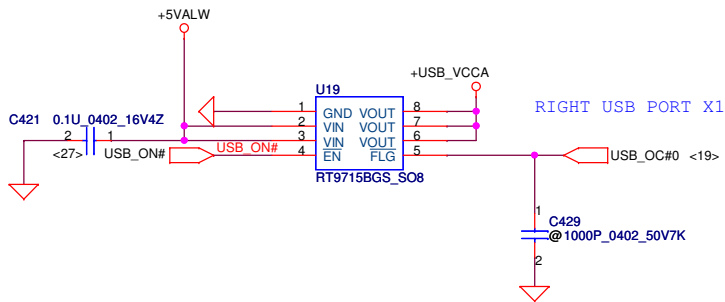 +5VALW
U19
+USB_VCCA
RIGHT USB PORT X1
C421 0.1U_0402_16V4Z
1 GND VOUT 8
2 VIN VOUT 7
3 VIN VOUT 6
4 EN FLG 5
2 1
<27> USB_ON# USB_ON#
RT9715BGS_SO8
USB_OC#0 <19>
1
C429
@ 1000P_0402_50V7K
2